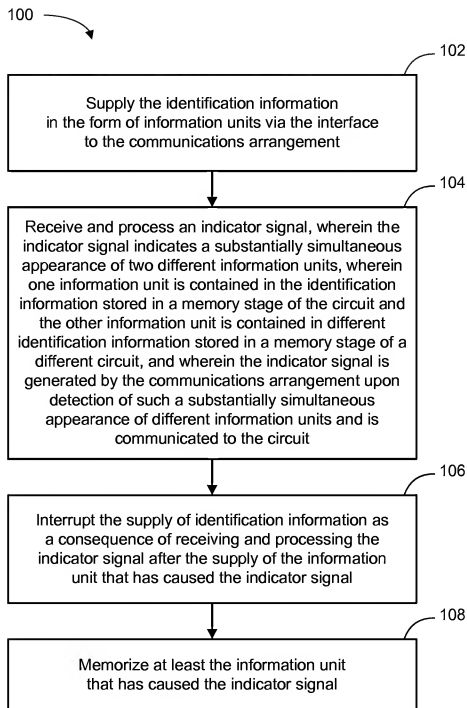 100
102
Supply the identification information
in the form of information units via the interface
to the communications arrangement
104
Receive and process an indicator signal, wherein the
indicator signal indicates a substantially simultaneous
appearance of two different information units, wherein
one information unit is contained in the identification
information stored in a memory stage of the circuit and
the other information unit is contained in different
identification information stored in a memory stage of a
different circuit, and wherein the indicator signal is
generated by the communications arrangement upon
detection of such a substantially simultaneous
appearance of different information units and is
communicated to the circuit
106
Interrupt the supply of identification information as
a consequence of receiving and processing the
indicator signal after the supply of the information
unit that has caused the indicator signal
108
Memorize at least the information unit
that has caused the indicator signal